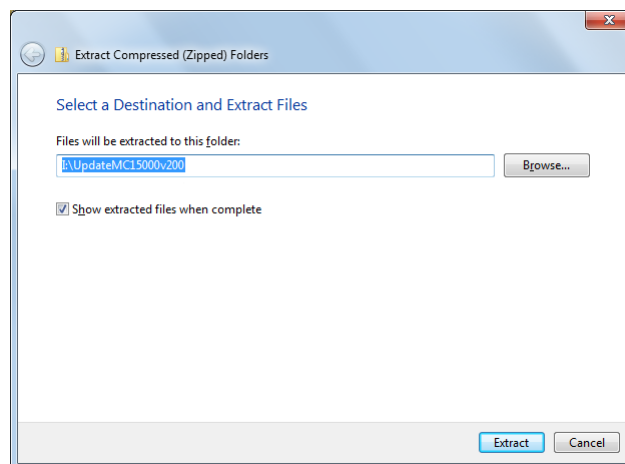 Extract Compressed (Zipped) Folders
Select a Destination and Extract Files
Files will be extracted to this folder:
I:\UpdateMC15000v200
Browse...
Show extracted files when complete
Extract
Cancel